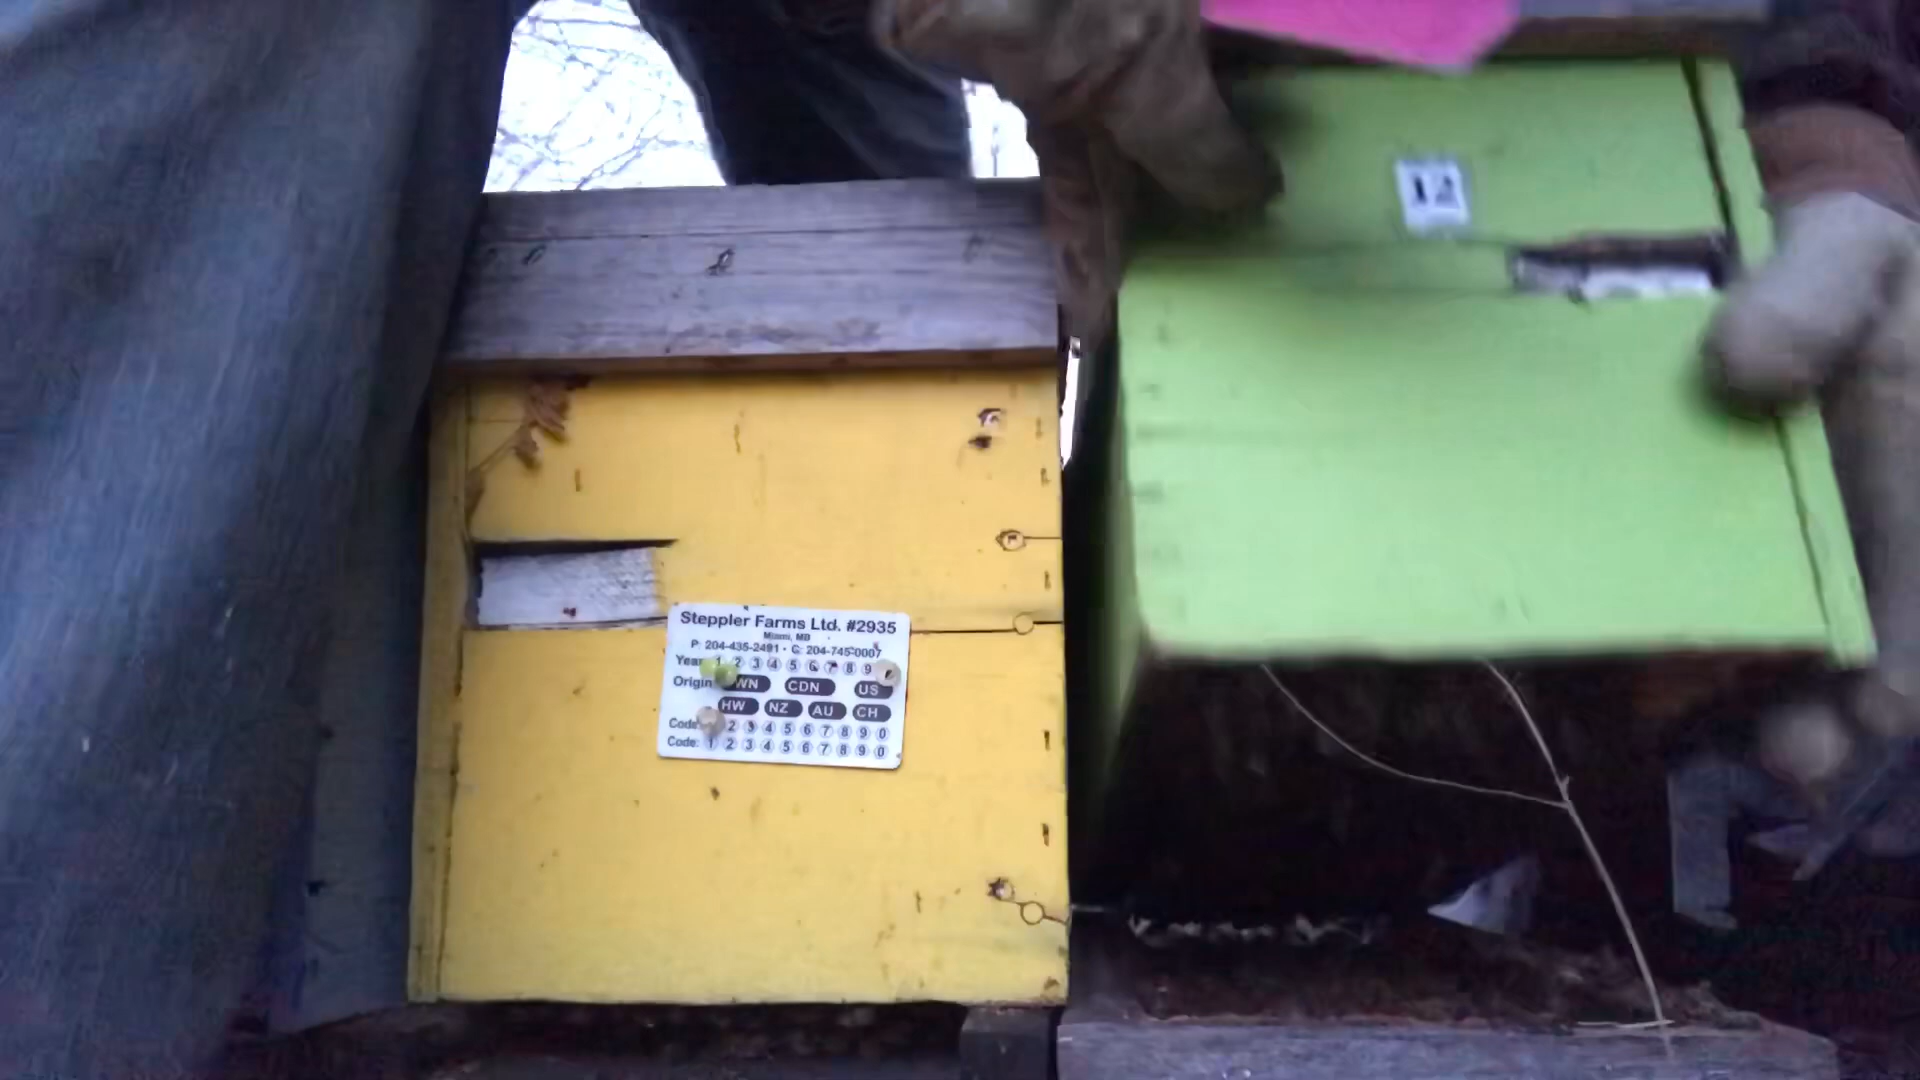 12
Steppler Farms Ltd. #2935
Miami, MB
P: 204-435-2491 • C: 204-745-0007
Year 1 2 3 4 5 6 7 8 9
Origin WN CDN US
HW NZ AU CH
Code: 2 3 4 5 6 7 8 9 0
Code: 1 2 3 4 5 6 7 8 9 0